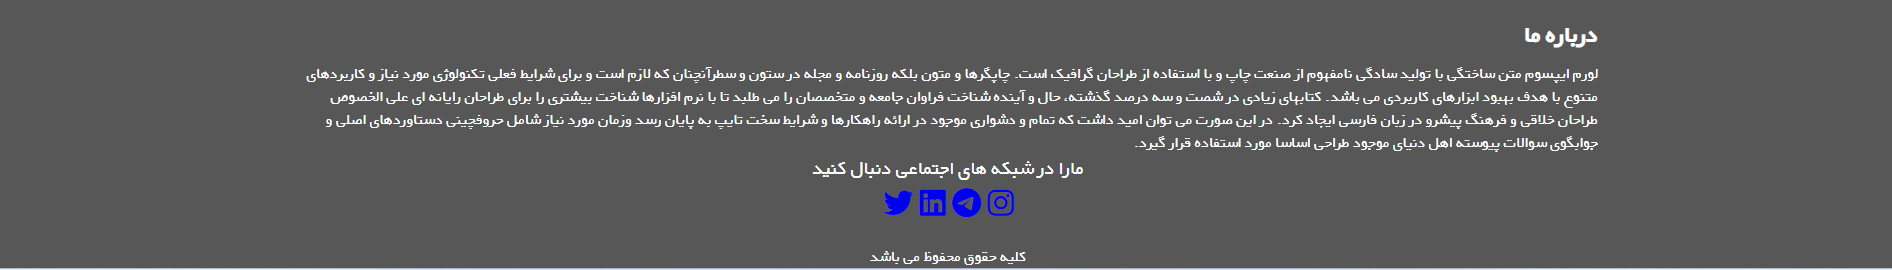 درباره ما
لورم ایپسوم متن ساختگی با تولید سادگی نامفهوم از صنعت چاپ و با استفاده از طراحان گرافیک است. چاپگرها و متون بلکه روزنامه و مجله در ستون و سطرآنچنان که لازم است و برای شرایط فعلی تکنولوژی مورد نیاز و کاربردهای
متنوع با هدف بهبود ابزارهای کاربردی می باشد. کتابهای زیادی در شصت و سه درصد گذشته، حال و آینده شناخت فراوان جامعه و متخصصان را می طلبد تا با نرم افزارها شناخت بیشتری را برای طراحان رایانه ای علی الخصوص
طراحان خلاقی و فرهنگ پیشرو در زبان فارسی ایجاد کرد. در این صورت می توان امید داشت که تمام و دشواری موجود در ارائه راهکارها و شرایط سخت تایپ به پایان رسد وزمان مورد نیاز شامل حروفچینی دستاوردهای اصلی و
جوابگوی سوالات پیوسته اهل دنیای موجود طراحی اساسا مورد استفاده قرار گیرد.
مارا در شبکه های اجتماعی دنبال کنید
کلیه حقوق محفوظ می باشد